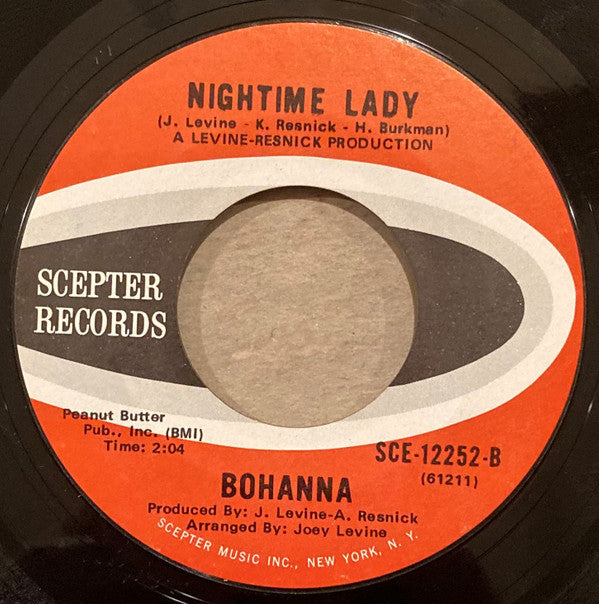 NIGHTIME LADY
(J. Levine - K. Resnick - H. Burkman)
A LEVINE-RESNICK PRODUCTION
SCEPTER
RECORDS
Peanut Butter
Pub., Inc. (BMI)
Time: 2:04
SCE-12252-B
(61211)
BOHANNA
Produced By: J. Levine-A. Resnick
Arranged By: Joey Levine
SCEPTER MUSIC INC., NEW YORK, N. Y.